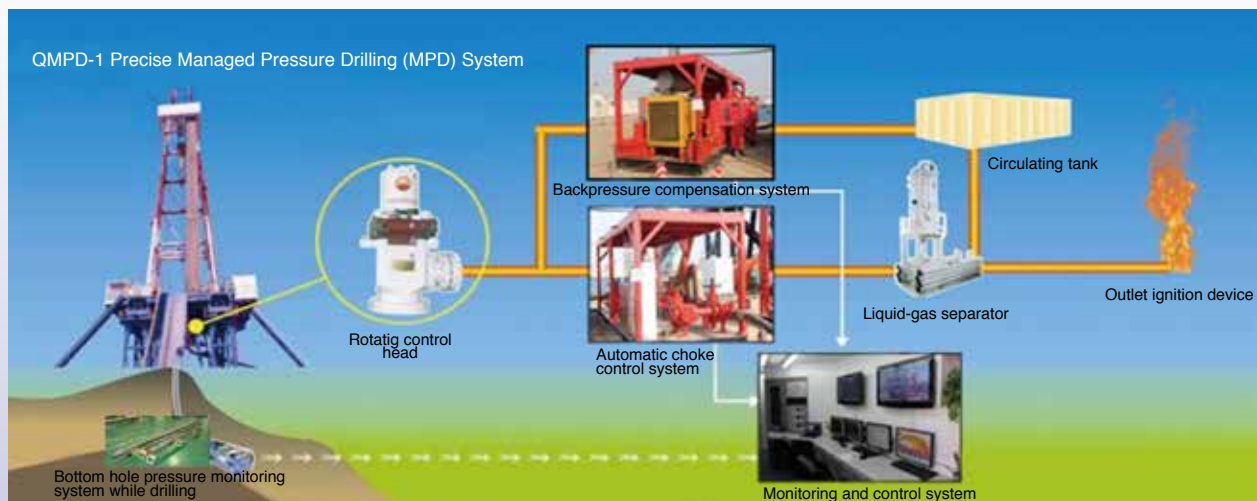 QMPD-1 Precise Managed Pressure Drilling (MPD) System
Circulating tank
Backpressure compensation system
Outlet ignition device
Liquid-gas separator
Rotatig control
head
Automatic choke
control system
Bottom hole pressure monitoring
system while drilling
Monitoring and control system